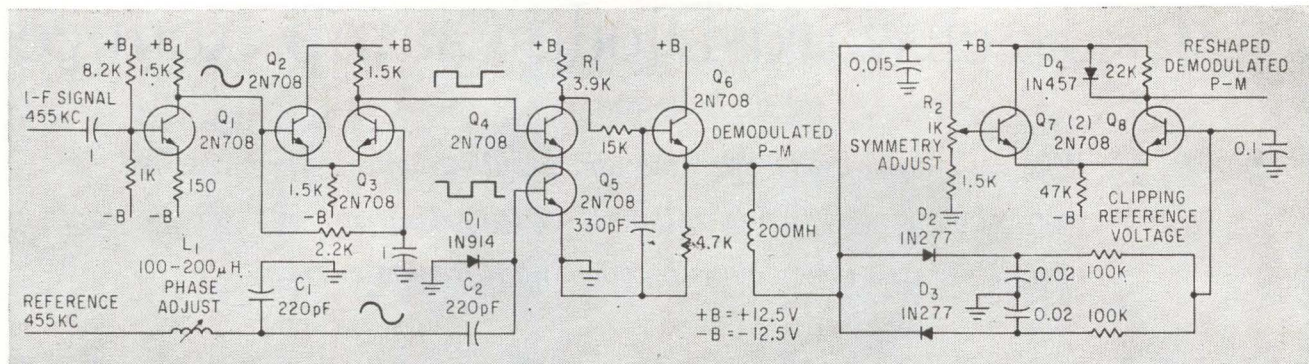 +B
+B
8.2K
1.5K
I-F SIGNAL
455KC
1
Q1
2N708
1K
150
-B
-B
Q2
2N708
+B
1.5K
Q3
2N708
1.5K
-B
2.2K
1
L1
100-200μH
PHASE
ADJUST
C1
220pF
REFERENCE
455KC
+B
R1
3.9K
Q4
2N708
Q5
2N708
D1
1N914
C2
220pF
15K
330pF
+B
Q6
2N708
DEMODULATED
P-M
4.7K
200MH
+B = +12.5V
-B = -12.5V
0.015
R2
1K
SYMMETRY
ADJUST
1.5K
+B
D4
1N457
22K
RESHAPED
DEMODULATED
P-M
Q7 (2) Q8
2N708
0.1
47K
-B
CLIPPING
REFERENCE
VOLTAGE
D2
1N277
0.02
100K
D3
1N277
0.02
100K